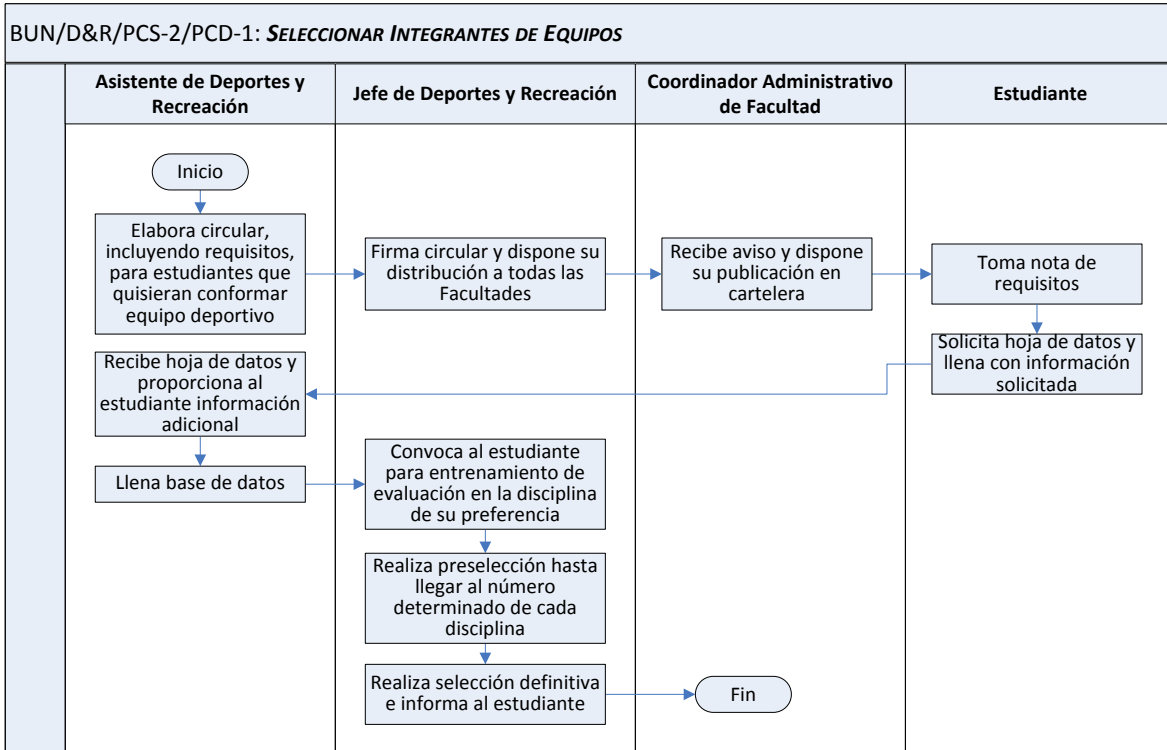 BUN/D&R/PCS-2/PCD-1: SELECCIONAR INTEGRANTES DE EQUIPOS
Asistente de Deportes y
Recreación
Jefe de Deportes y Recreación
Coordinador Administrativo
de Facultad
Estudiante
Inicio
Elabora circular,
incluyendo requisitos,
para estudiantes que
quisieran conformar
equipo deportivo
Firma circular y dispone su
distribución a todas las
Facultades
Recibe aviso y dispone
su publicación en
cartelera
Toma nota de
requisitos
Solicita hoja de datos y
llena con información
solicitada
Recibe hoja de datos y
proporciona al
estudiante información
adicional
Llena base de datos
Convoca al estudiante
para entrenamiento de
evaluación en la disciplina
de su preferencia
Realiza preselección hasta
llegar al número
determinado de cada
disciplina
Realiza selección definitiva
e informa al estudiante
Fin